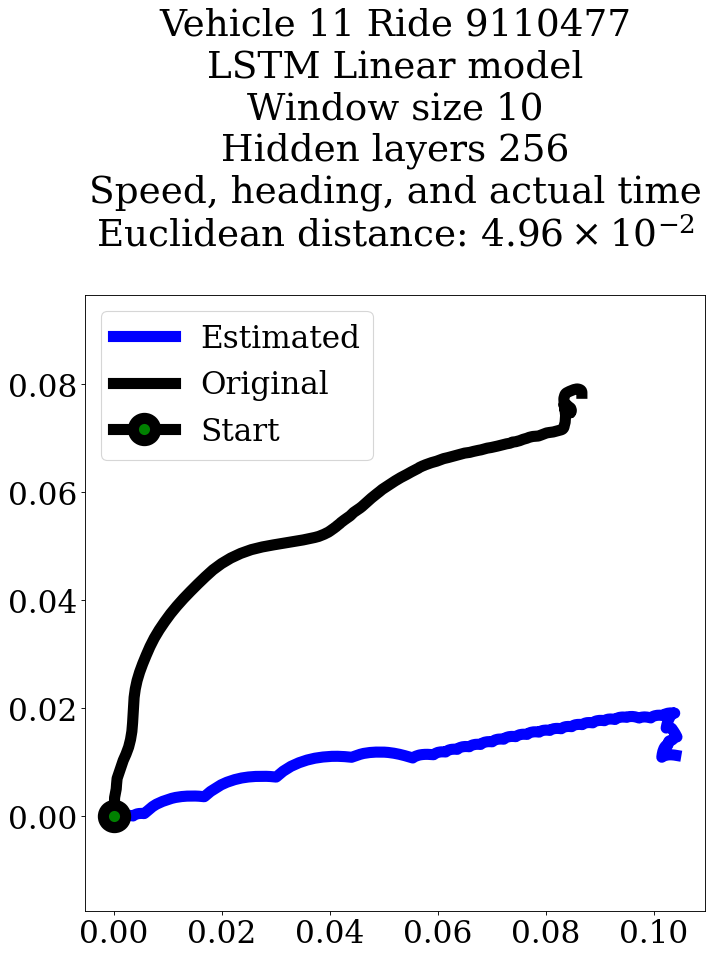 Vehicle 11 Ride 9110477
LSTM Linear model
Window size 10
Hidden layers 256
Speed, heading, and actual time
Euclidean distance: 4.96 × 10⁻²
Estimated
Original
Start
0.08
0.06
0.04
0.02
0.00
0.00 0.02 0.04 0.06 0.08 0.10